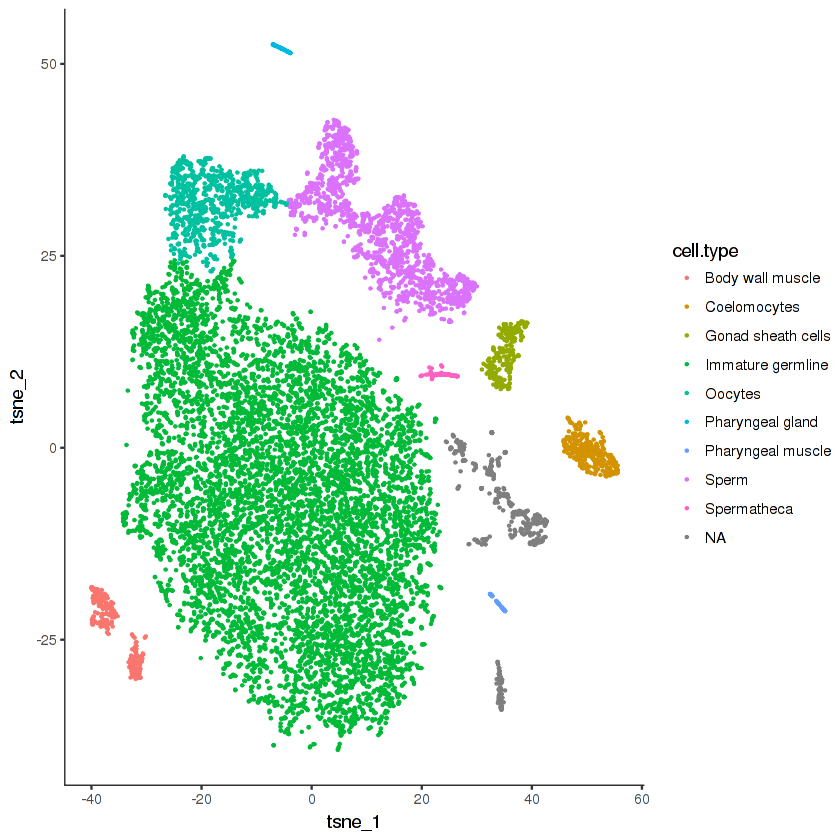 50
25
0
-25
tsne_2
-40
-20
0
20
40
60
tsne_1
cell.type
Body wall muscle
Coelomocytes
Gonad sheath cells
Immature germline
Oocytes
Pharyngeal gland
Pharyngeal muscle
Sperm
Spermatheca
NA